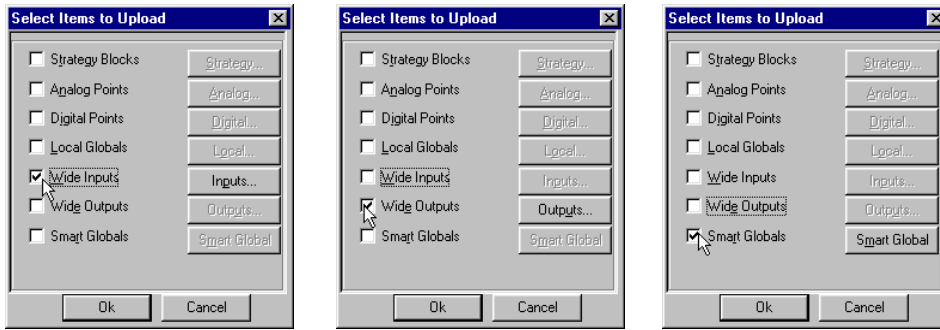 Select Items to Upload
Strategy Blocks Strategy...
Analog Points Analog...
Digital Points Digital...
Local Globals Local...
Wide Inputs Inputs...
Wide Outputs Outputs...
Smart Globals Smart Global
Ok Cancel
Select Items to Upload
Strategy Blocks Strategy...
Analog Points Analog...
Digital Points Digital...
Local Globals Local...
Wide Inputs Inputs...
Wide Outputs Outputs...
Smart Globals Smart Global
Ok Cancel
Select Items to Upload
Strategy Blocks Strategy...
Analog Points Analog...
Digital Points Digital...
Local Globals Local...
Wide Inputs Inputs...
Wide Outputs Outputs...
Smart Globals Smart Global
Ok Cancel